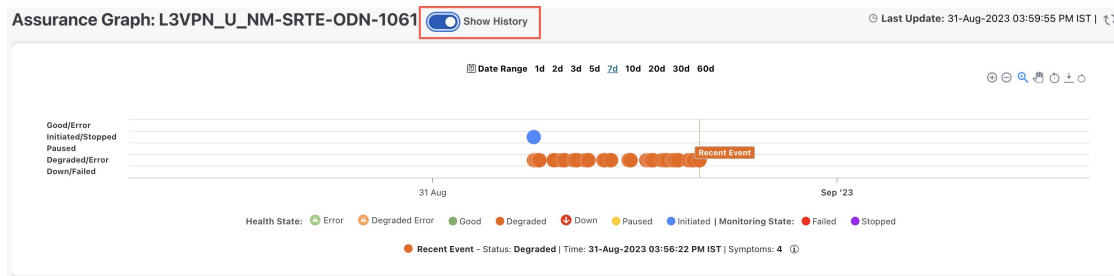 Assurance Graph: L3VPN_U_NM-SRTE-ODN-1061 Show History Last Update: 31-Aug-2023 03:59:55 PM IST |
Date Range 1d 2d 3d 5d 7d 10d 20d 30d 60d
Good/Error
Initiated/Stopped
Paused
Degraded/Error
Down/Failed
Recent Event
31 Aug Sep '23
Health State: Error Degraded Error Good Degraded Down Paused Initiated | Monitoring State: Failed Stopped
Recent Event - Status: Degraded | Time: 31-Aug-2023 03:56:22 PM IST | Symptoms: 4